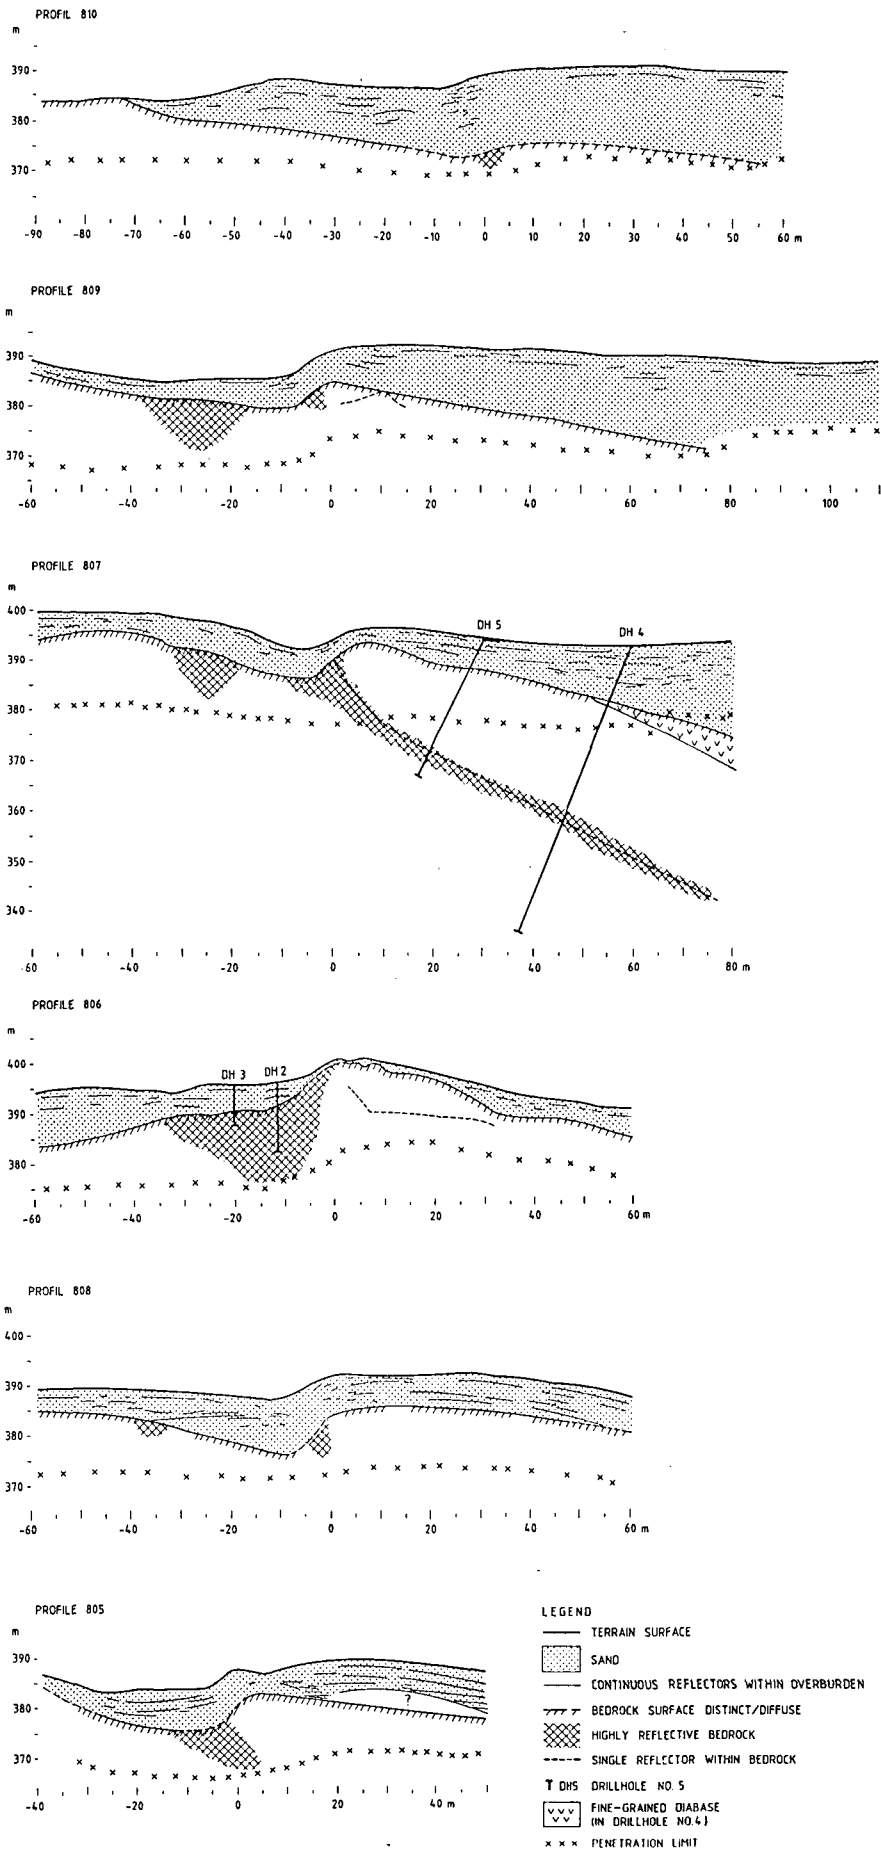 PROFIL 810
m
390
380
370
-90 -80 -70 -60 -50 -40 -30 -20 -10 0 10 20 30 40 50 60 m
PROFILE 809
m
390
380
370
-60 -40 -20 0 20 40 60 80 100
PROFILE 807
m
400
DH 5
DH 4
390
380
370
360
350
340
-60 -40 -20 0 20 40 60 80 m
PROFILE 806
m
400
DH 3 DH 2
390
380
-60 -40 -20 0 20 40 60 m
PROFIL 808
m
400
390
380
370
-60 -40 -20 0 20 40 60 m
PROFILE 805
m
390
?
380
370
-40 -20 0 20 40 m
LEGEND
TERRAIN SURFACE
SAND
CONTINUOUS REFLECTORS WITHIN OVERBURDEN
BEDROCK SURFACE DISTINCT/DIFFUSE
HIGHLY REFLECTIVE BEDROCK
SINGLE REFLECTOR WITHIN BEDROCK
DH5 DRILLHOLE NO. 5
FINE-GRAINED DIABASE
(IN DRILLHOLE NO.4)
x x x PENETRATION LIMIT